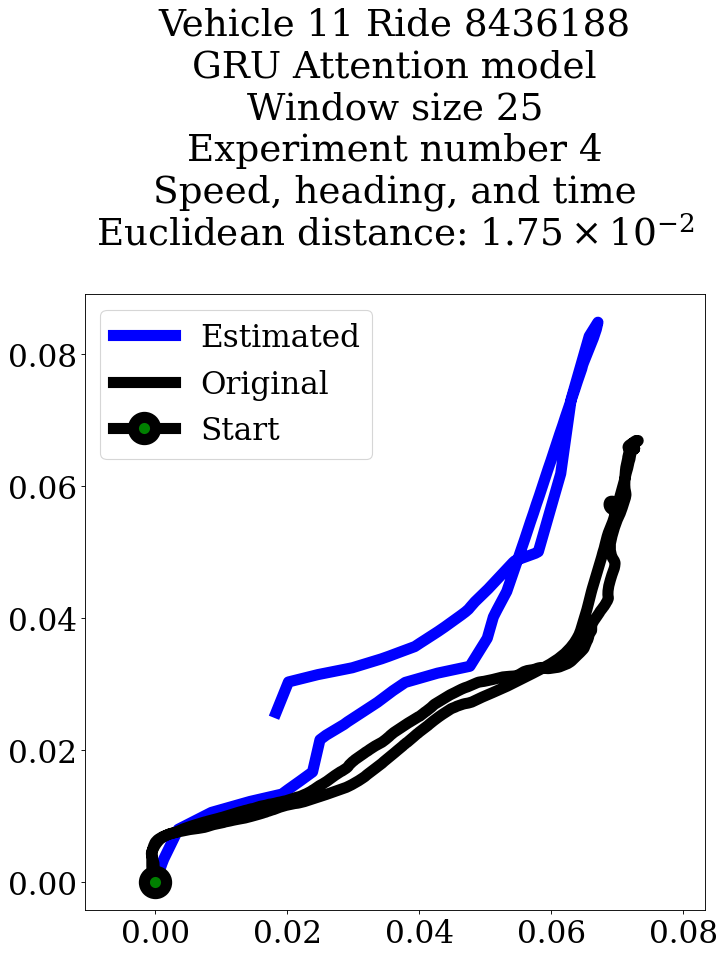 Vehicle 11 Ride 8436188
GRU Attention model
Window size 25
Experiment number 4
Speed, heading, and time
Euclidean distance: 1.75 × 10⁻²
Estimated
Original
Start
0.08
0.06
0.04
0.02
0.00
0.00 0.02 0.04 0.06 0.08